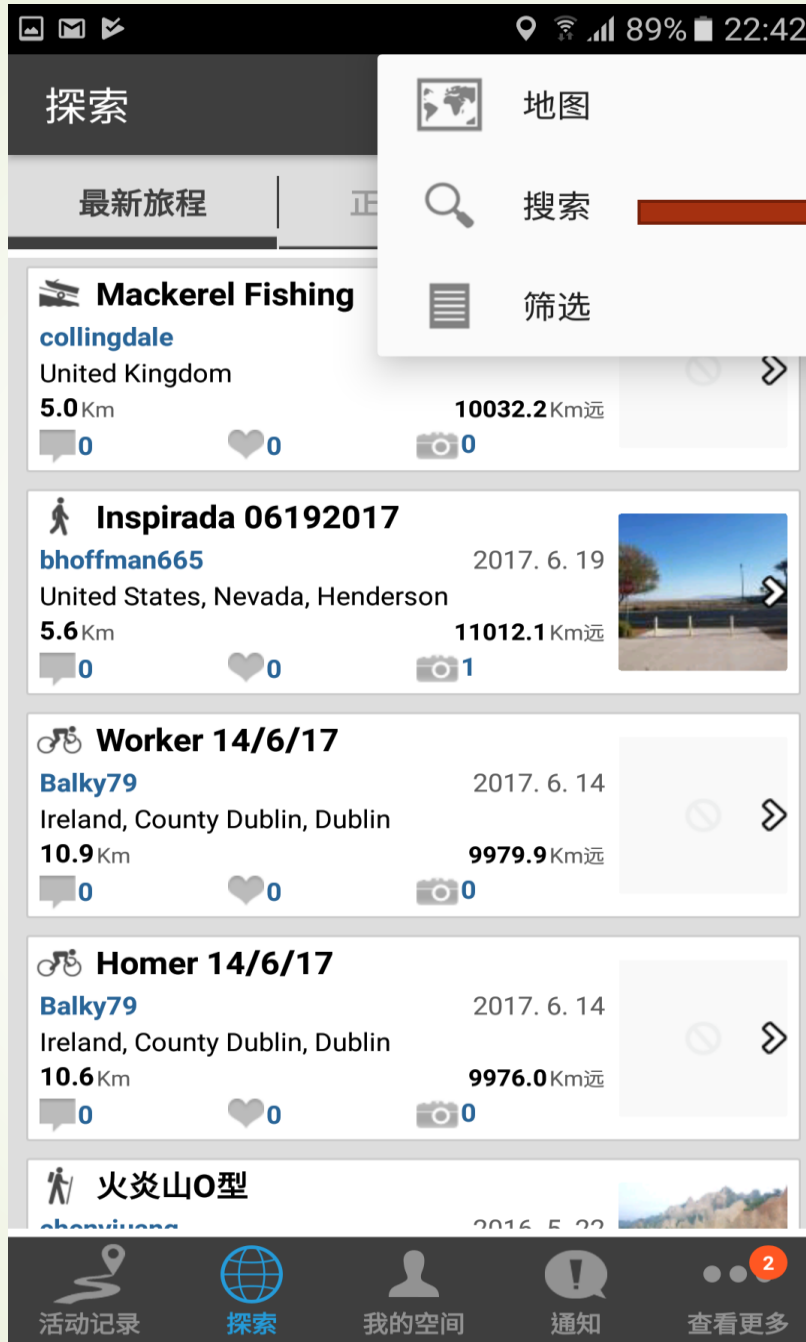 89% 22:42
探索
地图
最新旅程
正
搜索
筛选
Mackerel Fishing
collingdale
United Kingdom
5.0Km 10032.2Km远
0 0 0
Inspirada 06192017
bhoffman665 2017. 6. 19
United States, Nevada, Henderson
5.6Km 11012.1Km远
0 0 1
Worker 14/6/17
Balky79 2017. 6. 14
Ireland, County Dublin, Dublin
10.9Km 9979.9Km远
0 0 0
Homer 14/6/17
Balky79 2017. 6. 14
Ireland, County Dublin, Dublin
10.6Km 9976.0Km远
0 0 0
火炎山O型
2016. 5. 22
2
活动记录 探索 我的空间 通知 查看更多